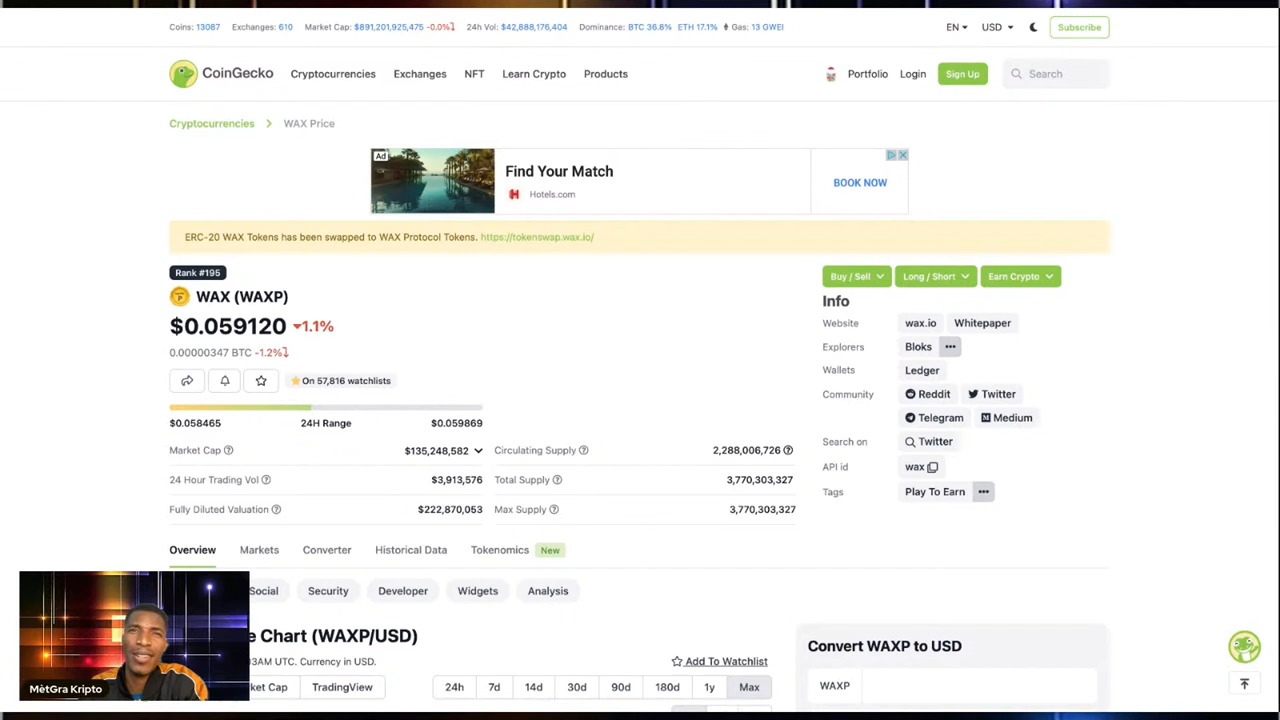 Coins: 13087 Exchanges: 610 Market Cap: $891,201,925,475 -0.0% 24h Vol: $42,888,176,404 Dominance: BTC 36.8% ETH 17.1% Gas: 13 GWEI EN USD Subscribe
CoinGecko Cryptocurrencies Exchanges NFT Learn Crypto Products Portfolio Login Sign Up Search
Cryptocurrencies > WAX Price
Ad
Find Your Match
Hotels.com
BOOK NOW
ERC-20 WAX Tokens has been swapped to WAX Protocol Tokens. https://tokenswap.wax.io/
Rank #195
WAX (WAXP)
$0.059120 1.1%
0.00000347 BTC -1.2%
On 57,816 watchlists
$0.058465 24H Range $0.059869
Market Cap $135,248,582
24 Hour Trading Vol $3,913,576
Fully Diluted Valuation $222,870,053
Circulating Supply 2,288,006,726
Total Supply 3,770,303,327
Max Supply 3,770,303,327
Buy / Sell Long / Short Earn Crypto
Info
Website wax.io Whitepaper
Explorers Bloks •••
Wallets Ledger
Community Reddit Twitter
Telegram Medium
Search on Twitter
API id wax
Tags Play To Earn •••
Overview Markets Converter Historical Data Tokenomics New
Social Security Developer Widgets Analysis
e Chart (WAXP/USD)
3AM UTC. Currency in USD.
Add To Watchlist
ket Cap TradingView 24h 7d 14d 30d 90d 180d 1y Max
Convert WAXP to USD
WAXP
MètGra Kripto